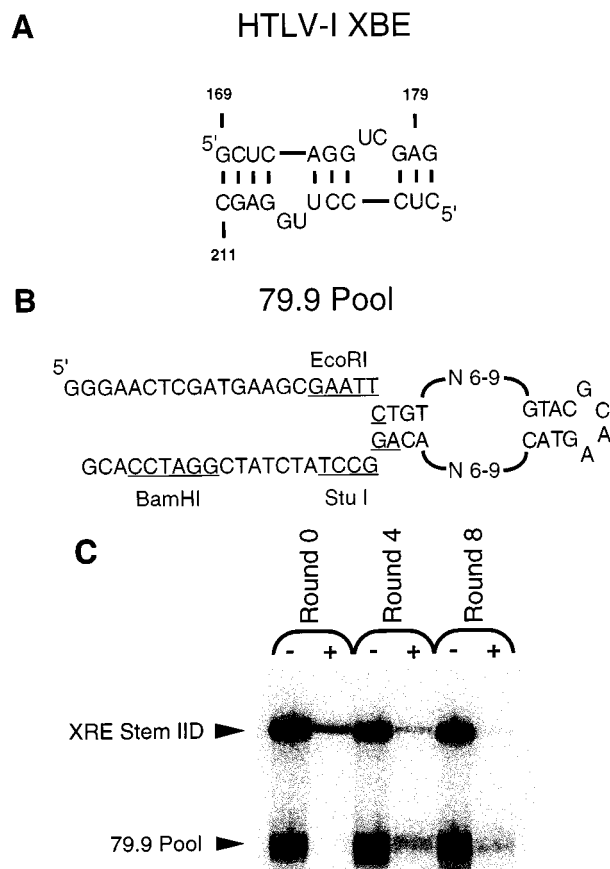 A
HTLV-I XBE
169 179
5' GCUC AGG UC GAG
CGAG GU U CC CUC 5'
211
B
79.9 Pool
5'
EcoRI
GGGAACTCGATGAAGCGAATT
CTGT N 6-9 GTAC G C A A
GACA N 6-9 CATG A
GCACCTAGGCTATCTATCCG
BamHI Stu I
C
Round 0 Round 4 Round 8
- + - + - +
XRE Stem IID
79.9 Pool